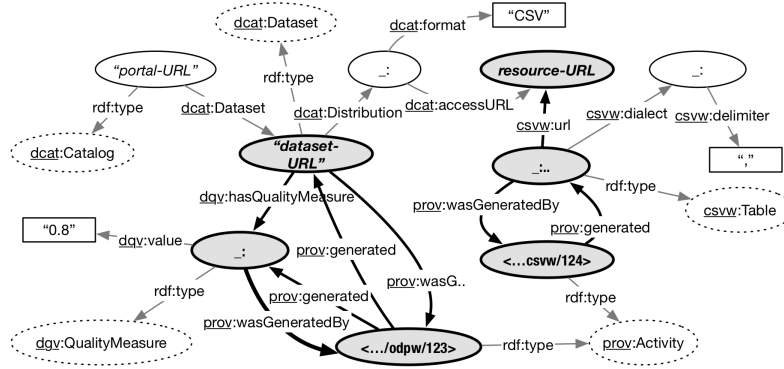 dcat:Dataset
dcat:format
“CSV”
“portal-URL”
_:
resource-URL
_:
rdf:type
rdf:type
dcat:Dataset
dcat:Distribution
dcat:accessURL
csvw:url
csvw:dialect
csvw:delimiter
dcat:Catalog
“dataset-
URL”
_:..
“,”
dqv:hasQualityMeasure
prov:wasGeneratedBy
rdf:type
csvw:Table
“0.8”
dqv:value
_:
prov:generated
prov:generated
<...csvw/124>
prov:wasG..
rdf:type
prov:generated
rdf:type
prov:wasGeneratedBy
dgv:QualityMeasure
<.../odpw/123>
rdf:type
prov:Activity